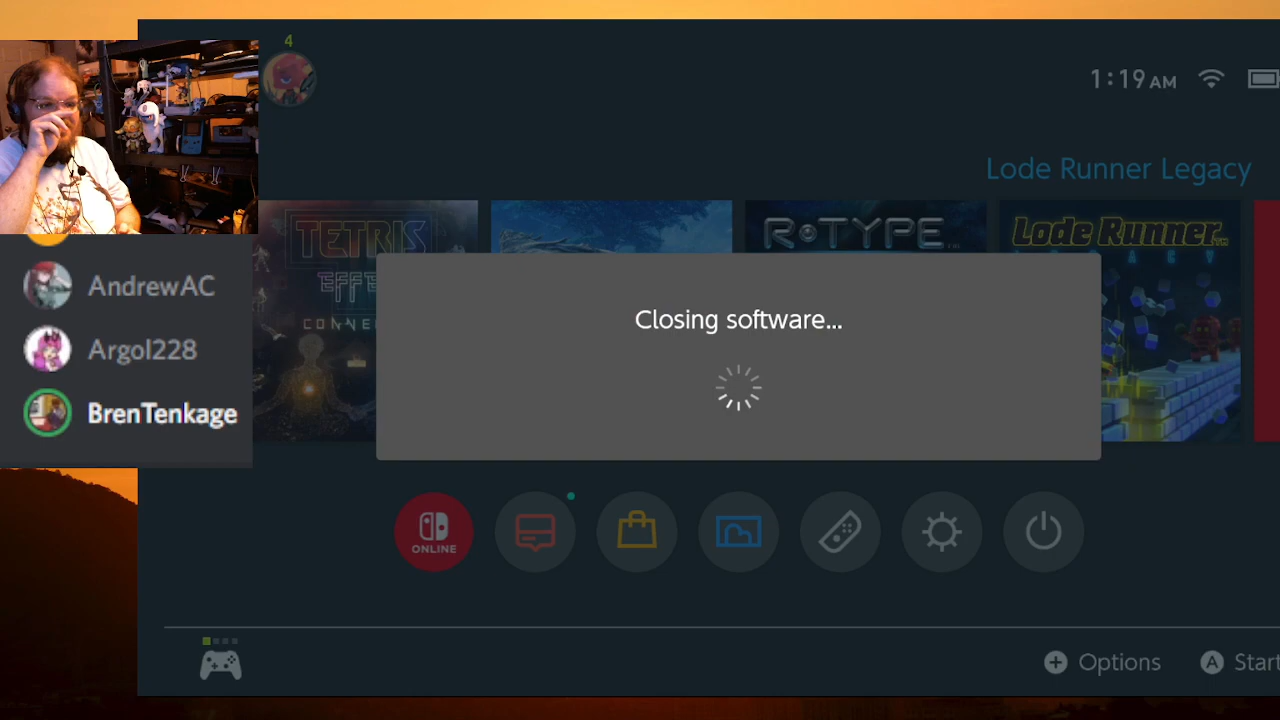 4
1:19 AM
Lode Runner Legacy
TETRIS
EFFE
CONNE
R-TYPE
Lode Runner
L E G A C Y
Closing software...
AndrewAC
Argol228
BrenTenkage
ONLINE
Options
A Start